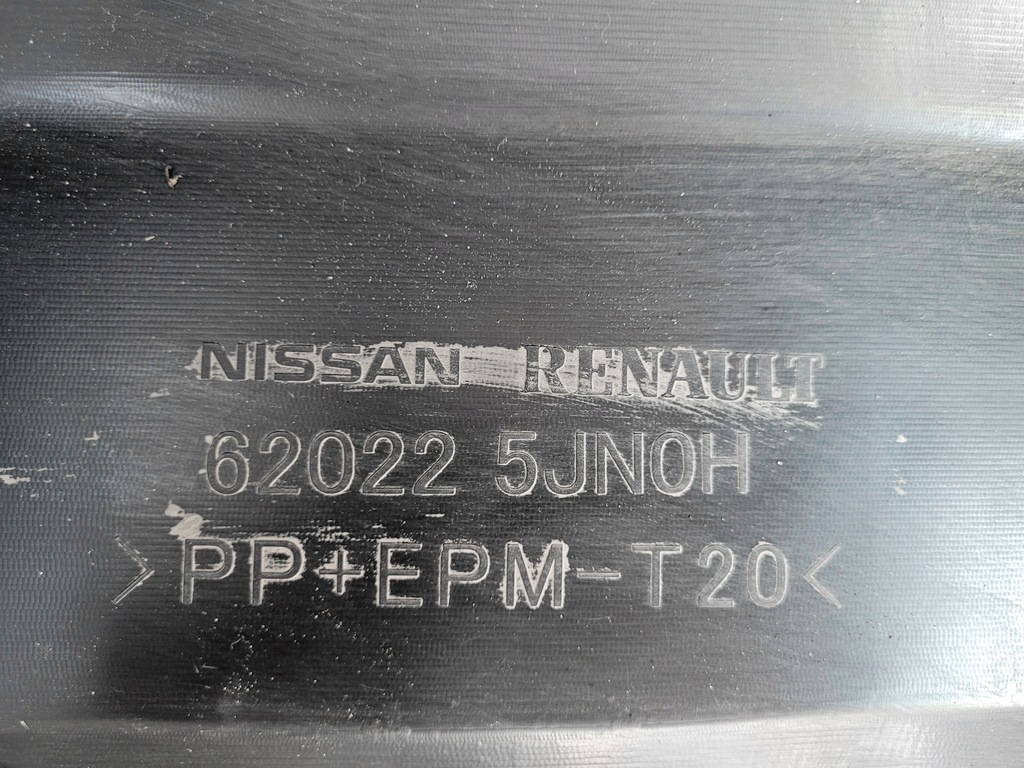 NISSAN RENAULT
62022 5JN0H
>PP+EPM-T20<